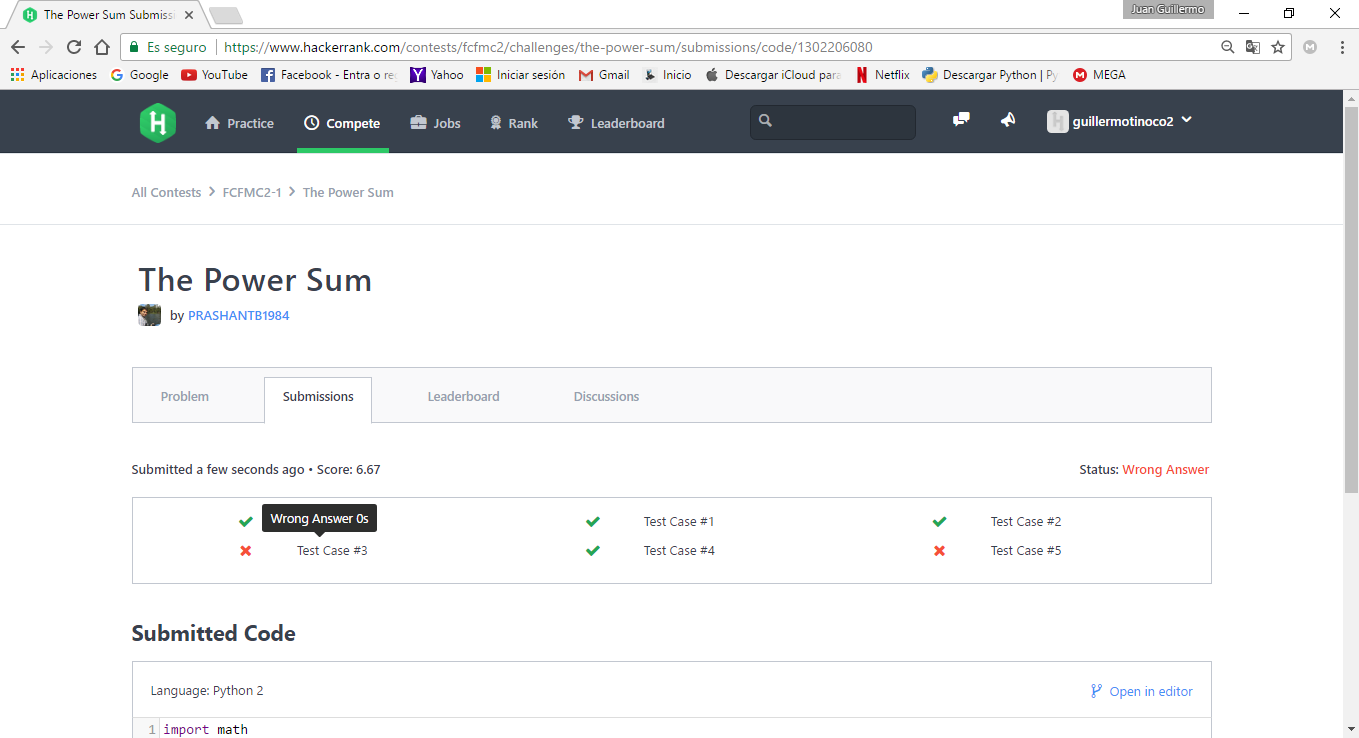 The Power Sum Submiss
Juan Guillermo
Es seguro https://www.hackerrank.com/contests/fcfmc2/challenges/the-power-sum/submissions/code/1302206080
Aplicaciones Google YouTube Facebook - Entra o re Yahoo Iniciar sesión Gmail Inicio Descargar iCloud para Netflix Descargar Python | Py MEGA
Practice Compete Jobs Rank Leaderboard guillermotinoco2
All Contests > FCFMC2-1 > The Power Sum
The Power Sum
by PRASHANTB1984
Problem Submissions Leaderboard Discussions
Submitted a few seconds ago • Score: 6.67 Status: Wrong Answer
Wrong Answer 0s Test Case #1 Test Case #2
Test Case #3 Test Case #4 Test Case #5
Submitted Code
Language: Python 2 Open in editor
1 import math